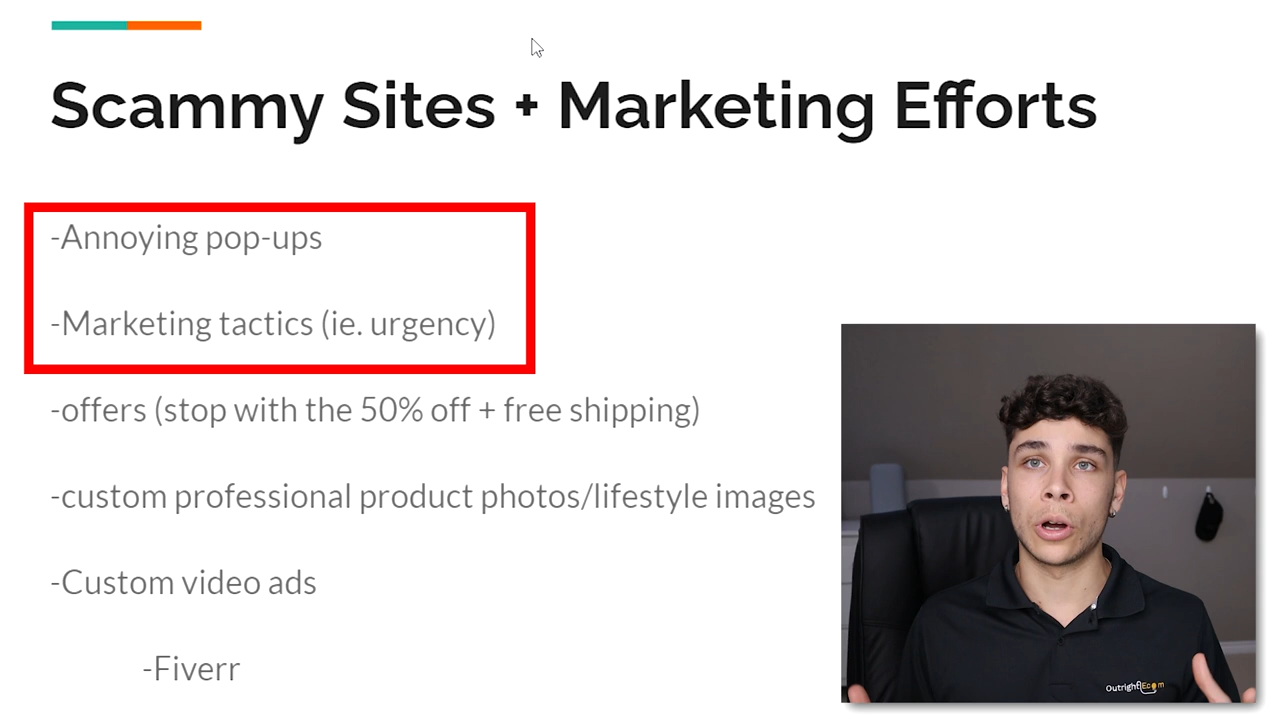 Scammy Sites + Marketing Efforts
-Annoying pop-ups
-Marketing tactics (ie. urgency)
-offers (stop with the 50% off + free shipping)
-custom professional product photos/lifestyle images
-Custom video ads
-Fiverr
OutrightEcom